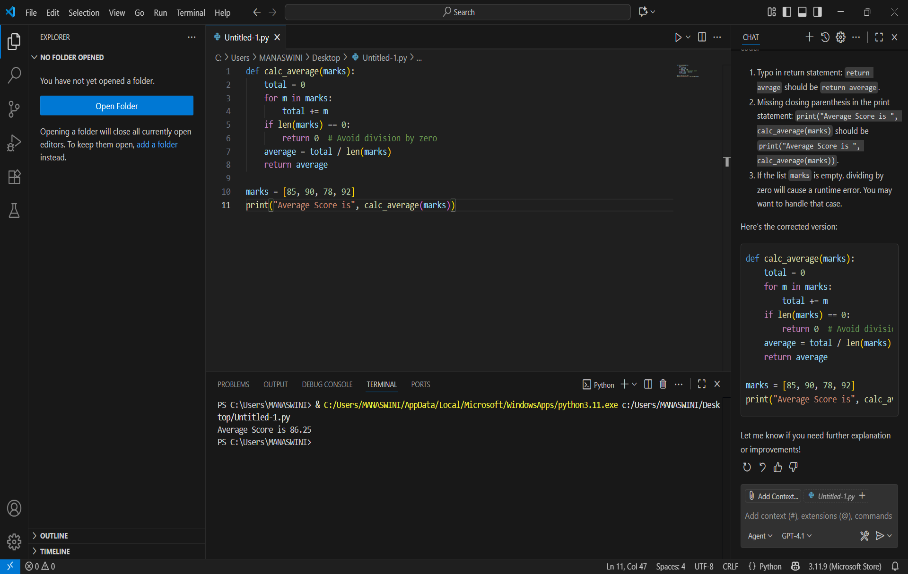 File Edit Selection View Go Run Terminal Help
Search
EXPLORER
NO FOLDER OPENED
You have not yet opened a folder.
Open Folder
Opening a folder will close all currently open
editors. To keep them open, add a folder
instead.
OUTLINE
TIMELINE
Untitled-1.py
C: > Users > MANASWINI > Desktop > Untitled-1.py > ...
1 def calc_average(marks):
2 total = 0
3 for m in marks:
4 total += m
5 if len(marks) == 0:
6 return 0 # Avoid division by zero
7 average = total / len(marks)
8 return average
9
10 marks = [85, 90, 78, 92]
11 print("Average Score is", calc_average(marks))
PROBLEMS OUTPUT DEBUG CONSOLE TERMINAL PORTS
Python
PS C:\Users\MANASWINI> & C:/Users/MANASWINI/AppData/Local/Microsoft/WindowsApps/python3.11.exe c:/Users/MANASWINI/Desk
top/Untitled-1.py
Average Score is 86.25
PS C:\Users\MANASWINI>
CHAT
1. Typo in return statement: return
avrage should be return average.
2. Missing closing parenthesis in the print
statement: print("Average Score is ",
calc_average(marks) should be
print("Average Score is ",
calc_average(marks)).
3. If the list marks is empty, dividing by
zero will cause a runtime error. You may
want to handle that case.
Here's the corrected version:
def calc_average(marks):
total = 0
for m in marks:
total += m
if len(marks) == 0:
return 0 # Avoid divisi
average = total / len(marks)
return average
marks = [85, 90, 78, 92]
print("Average Score is", calc_av
Let me know if you need further explanation
or improvements!
Add Context... Untitled-1.py +
Add context (#), extensions (@), commands
Agent GPT-4.1
0 0
Ln 11, Col 47 Spaces: 4 UTF-8 CRLF {} Python 3.11.9 (Microsoft Store)